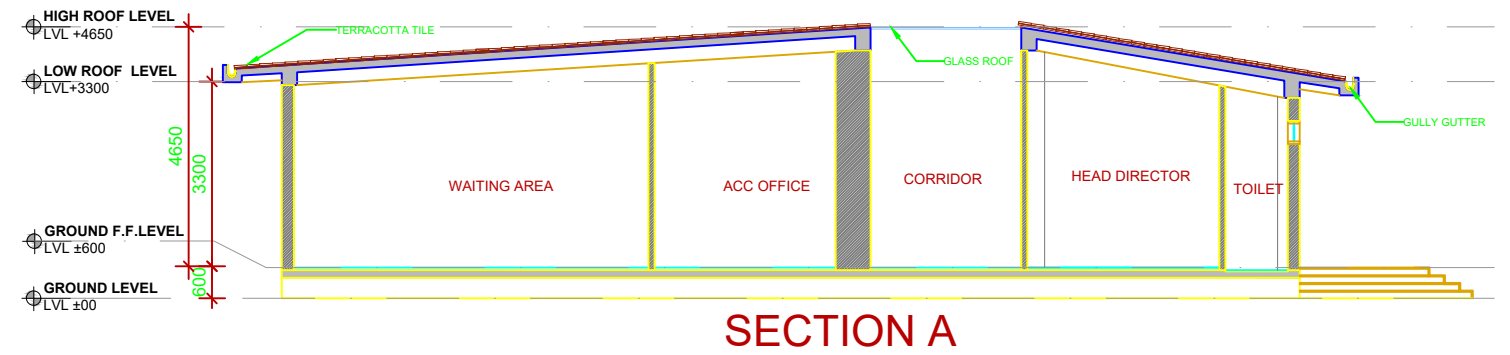 HIGH ROOF LEVEL
LVL +4650
TERRACOTTA TILE
GLASS ROOF
LOW ROOF LEVEL
LVL+3300
GULLY GUTTER
4650
3300
WAITING AREA
ACC OFFICE
CORRIDOR
HEAD DIRECTOR
TOILET
GROUND F.F.LEVEL
LVL ±600
600
GROUND LEVEL
LVL ±00
SECTION A